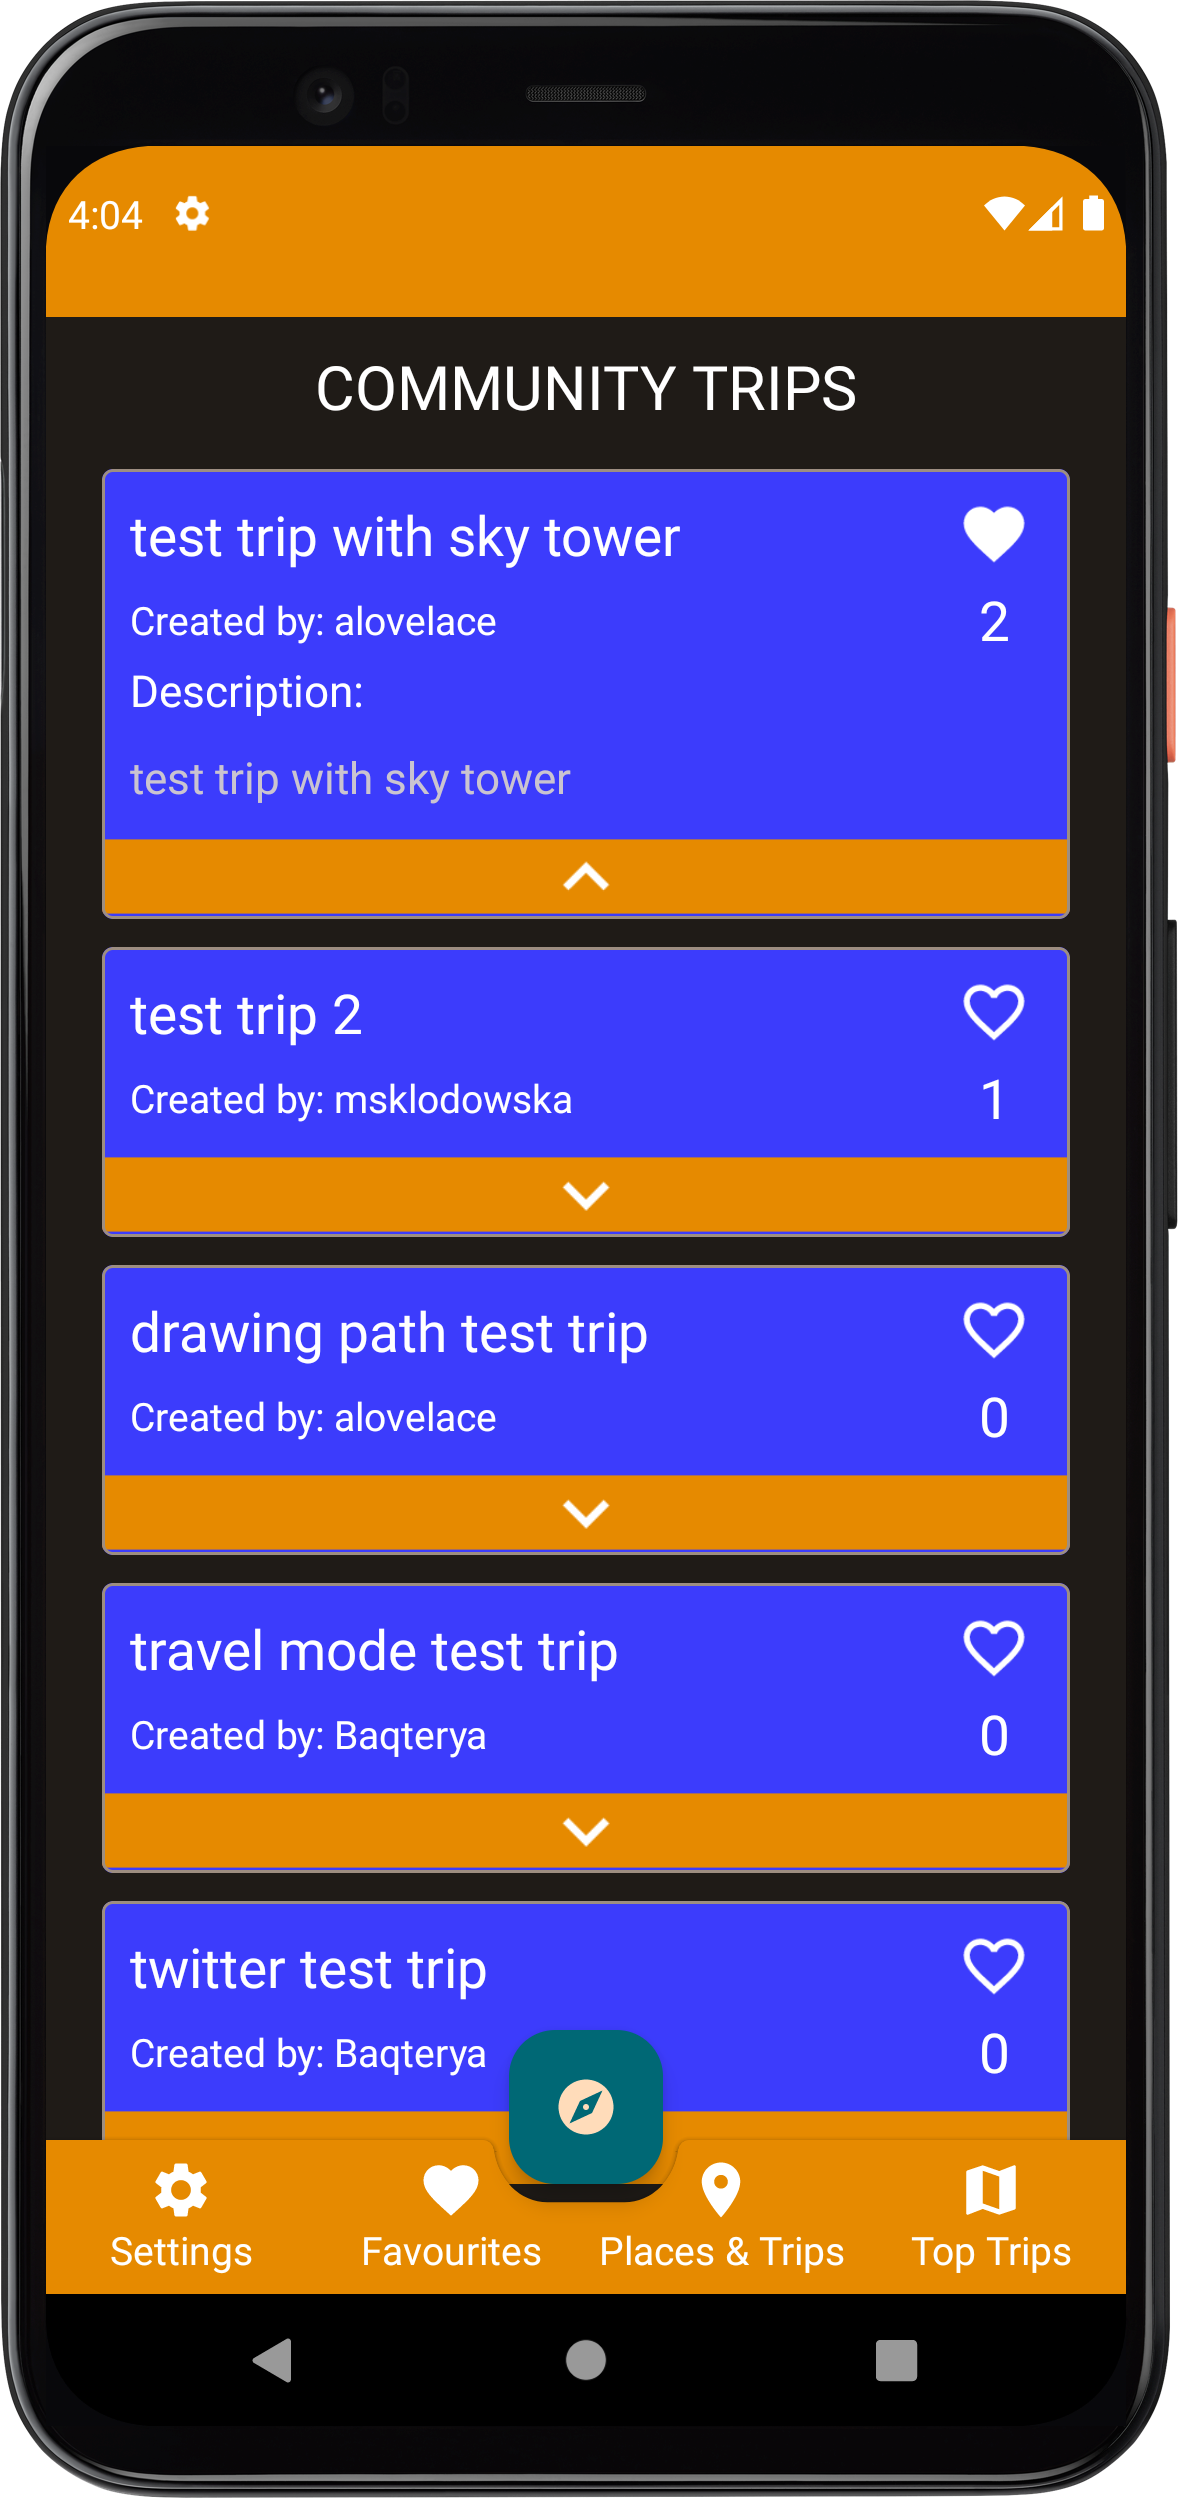 4:04
COMMUNITY TRIPS
test trip with sky tower
Created by: alovelace
2
Description:
test trip with sky tower
test trip 2
Created by: msklodowska
1
drawing path test trip
Created by: alovelace
0
travel mode test trip
Created by: Baqterya
0
twitter test trip
Created by: Baqterya
0
Settings
Favourites
Places & Trips
Top Trips